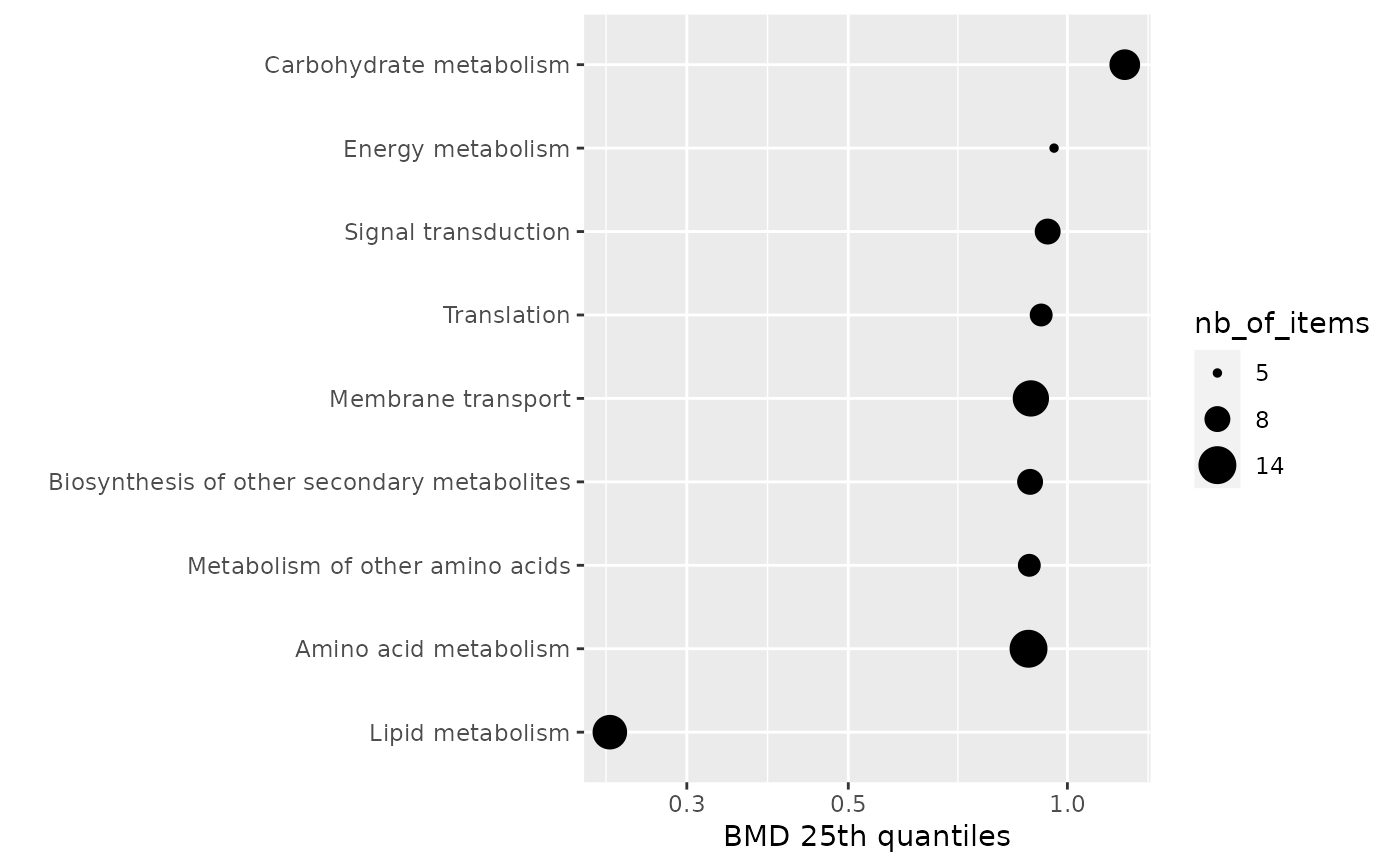 Carbohydrate metabolism
Energy metabolism
Signal transduction
Translation
Membrane transport
Biosynthesis of other secondary metabolites
Metabolism of other amino acids
Amino acid metabolism
Lipid metabolism
0.3 0.5 1.0
BMD 25th quantiles
nb_of_items
5
8
14